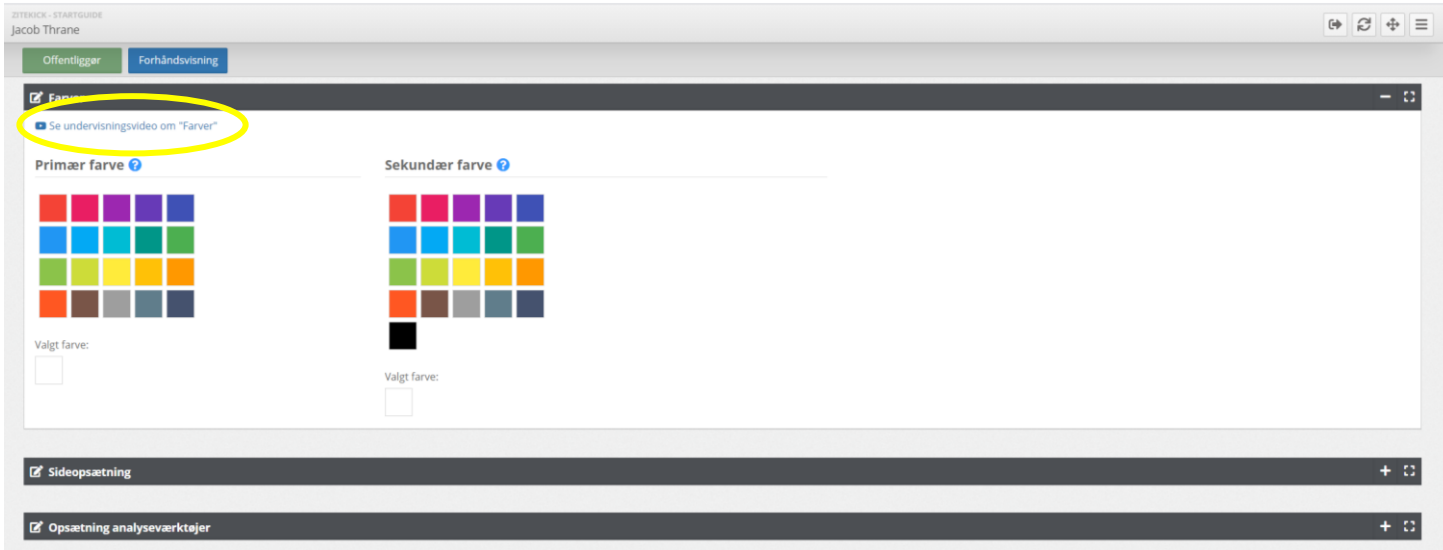 ZITEKICK - STARTGUIDE
Jacob Thrane
Offentliggør
Forhåndsvisning
Farver
Se undervisningsvideo om "Farver"
Primær farve
Sekundær farve
Valgt farve:
Valgt farve:
Sideopsætning
Opsætning analyseværktøjer